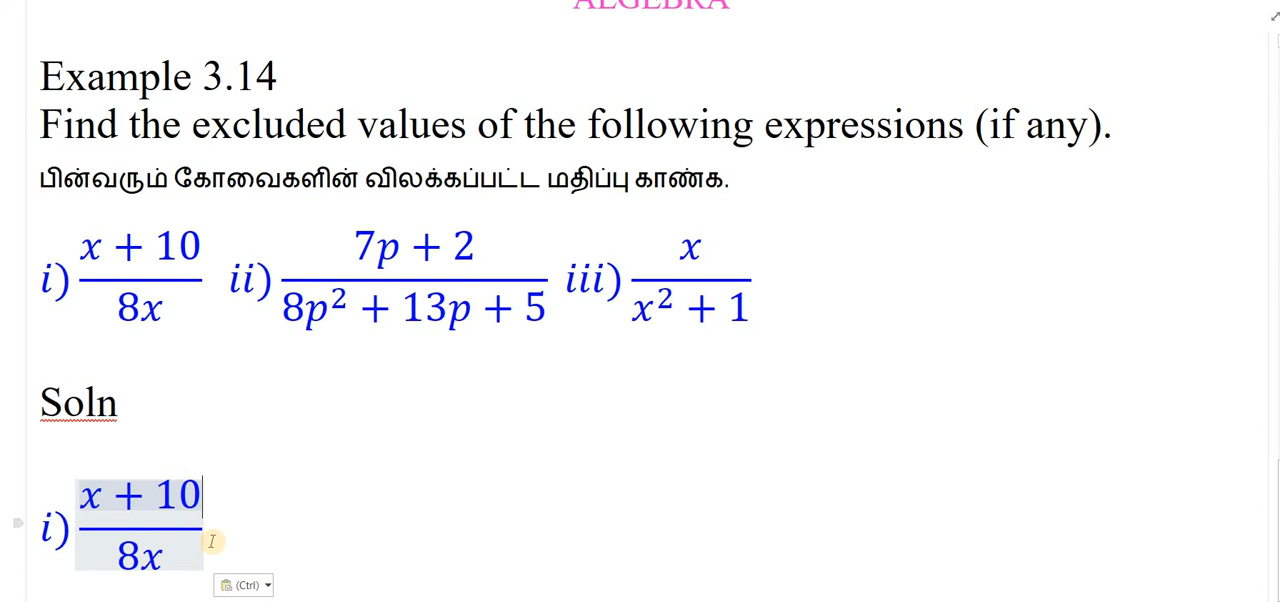 ALGEBRA
Example 3.14
Find the excluded values of the following expressions (if any).
பின்வரும் கோவைகளின் விலக்கப்பட்ட மதிப்பு காண்க.
i) (x + 10)/(8x) ii) (7p + 2)/(8p² + 13p + 5) iii) x/(x² + 1)
Soln
i) (x + 10)/(8x)
(Ctrl)